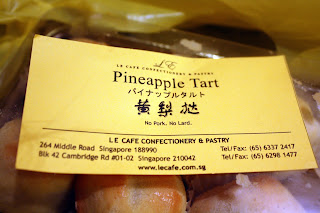 LE CAFE CONFECTIONERY & PASTRY
LE
Pineapple Tart
パイナップルタルト
黄梨挞
No Pork. No Lard.
LE CAFE CONFECTIONERY & PASTRY
264 Middle Road Singapore 188990 Tel/Fax: (65) 6337 2417
Blk 42 Cambridge Rd #01-02 Singapore 210042 Tel/Fax: (65) 6298 1477
www.lecafe.com.sg